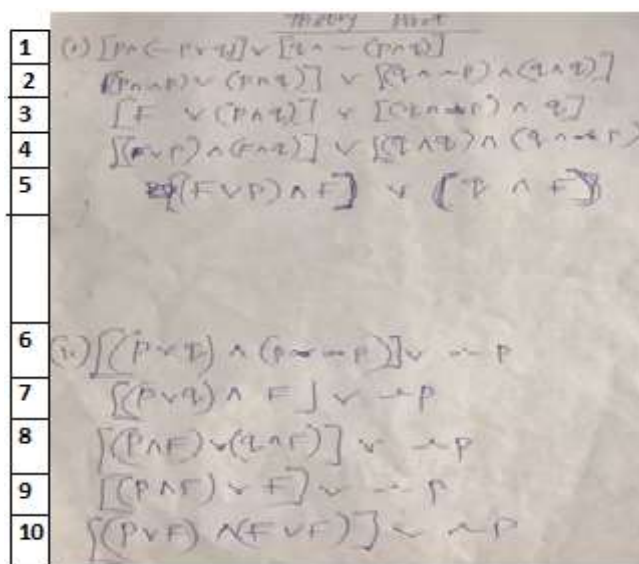 Theory Part
1 (i) [p∧(~p∨q)]∨[q∧~(p∧q)]
2 [(p∧~p)∨(p∧q)]∨[(q∧~p)∧(q∧q)]
3 [F ∨(p∧q)] ∨ [(q∧~p)∧ q]
4 [(F∨p)∧(F∧q)] ∨ [(q∧q)∧(q∧~p)
5 [(F∨P)∧F] ∨ [q ∧ F]
6 (ii) [(p∨q) ∧ (p ~p)]∨ ~p
7 [(p∨q) ∧ F] ∨ ~p
8 [(p∧F)∨(q∧F)] ∨ ~p
9 [(p∧F)∨ F] ∨ ~p
10 [(p∨F) ∧(F∨F)] ∨ ~p